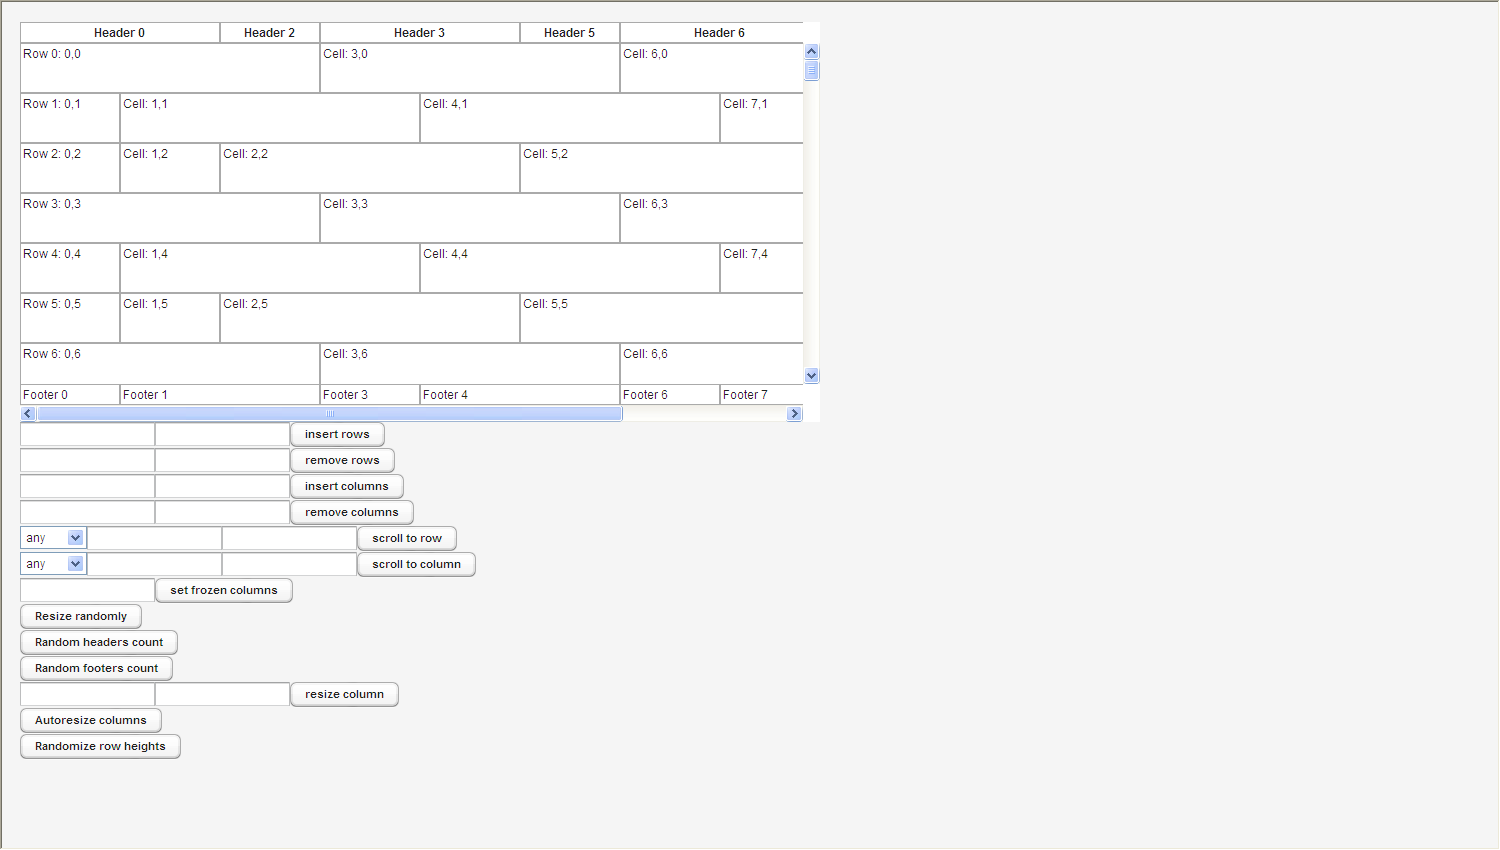 Header 0 Header 2 Header 3 Header 5 Header 6
Row 0: 0,0 Cell: 3,0 Cell: 6,0
Row 1: 0,1 Cell: 1,1 Cell: 4,1 Cell: 7,1
Row 2: 0,2 Cell: 1,2 Cell: 2,2 Cell: 5,2
Row 3: 0,3 Cell: 3,3 Cell: 6,3
Row 4: 0,4 Cell: 1,4 Cell: 4,4 Cell: 7,4
Row 5: 0,5 Cell: 1,5 Cell: 2,5 Cell: 5,5
Row 6: 0,6 Cell: 3,6 Cell: 6,6
Footer 0 Footer 1 Footer 3 Footer 4 Footer 6 Footer 7
insert rows
remove rows
insert columns
remove columns
any scroll to row
any scroll to column
set frozen columns
Resize randomly
Random headers count
Random footers count
resize column
Autoresize columns
Randomize row heights